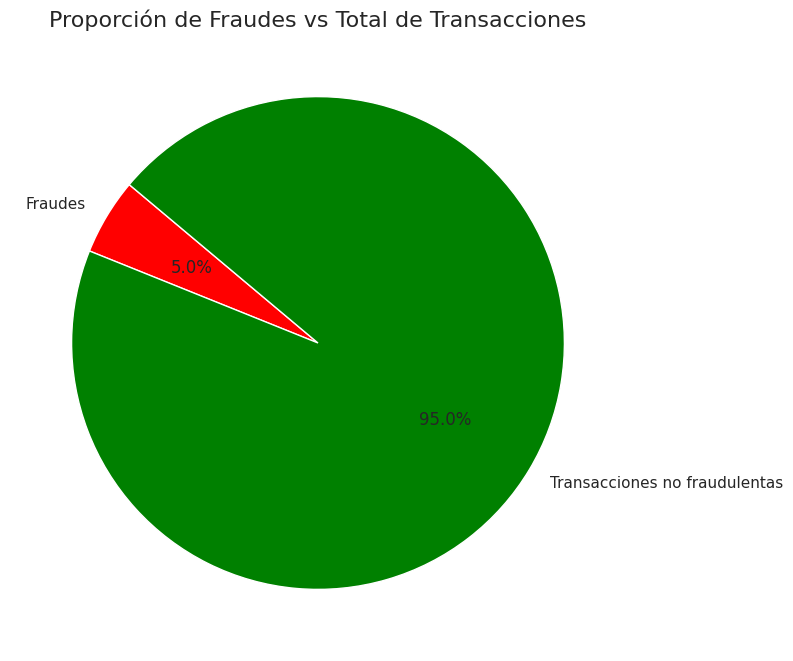 Proporción de Fraudes vs Total de Transacciones
Fraudes
5.0%
95.0%
Transacciones no fraudulentas